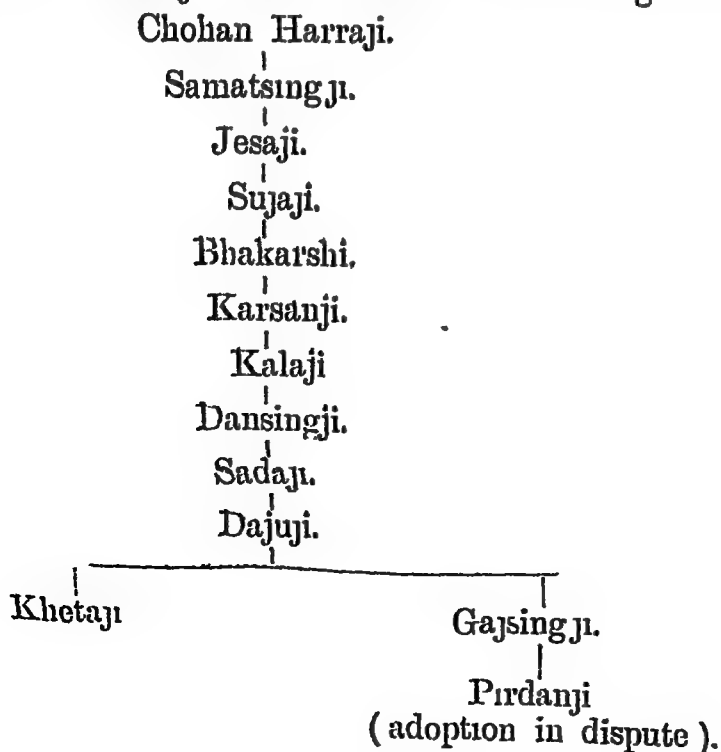 Chohan Harraji.
Samatsingji.
Jesaji.
Sujaji.
Bhakarshi.
Karsanji.
Kalaji
Dansingji.
Sadaji.
Dajuji.
Khetaji
Gajsingji.
Pirdanji
( adoption in dispute ).